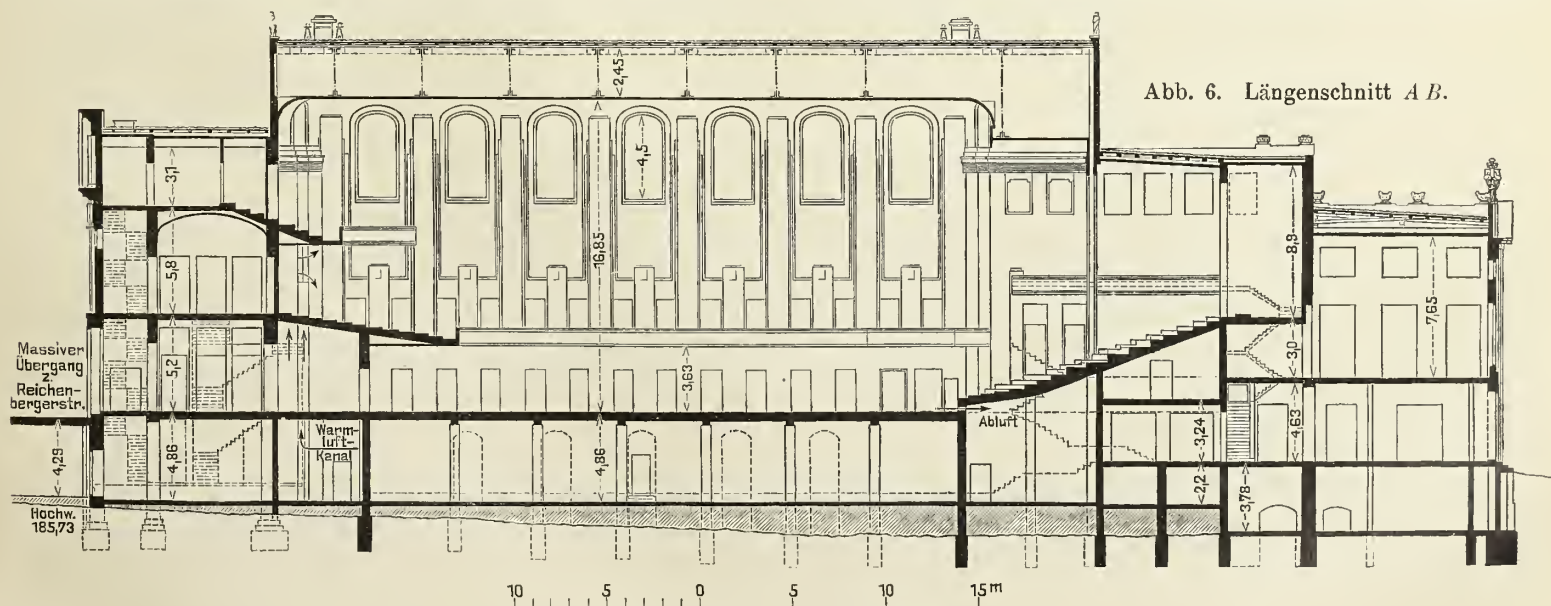 Abb. 6. Längenschnitt A B.
2,45
4,5
16,85
3,1
5,8
5,2
8,9
7,65
3,0
3,63
Massiver
Übergang
z.
Reichen-
bergerstr.
4,29
4,86
Warm-
luft-
Kanal
4,86
Abluft
3,24
4,63
2,2
3,78
Hochw.
185,73
10 5 0 5 10 15 m